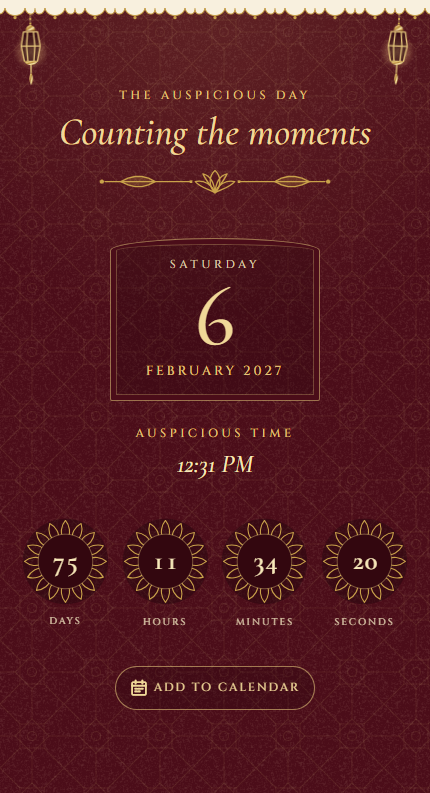 THE AUSPICIOUS DAY
Counting the moments
SATURDAY
6
FEBRUARY 2027
AUSPICIOUS TIME
12:31 PM
75 11 34 20
DAYS HOURS MINUTES SECONDS
ADD TO CALENDAR